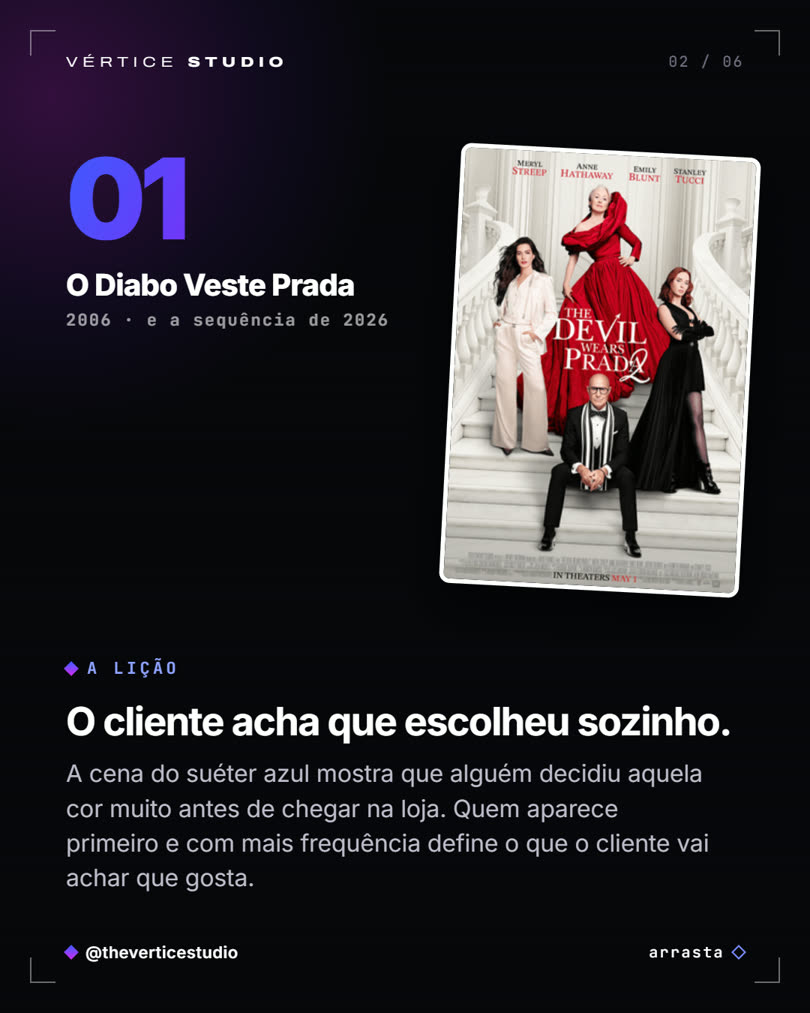 VÉRTICE STUDIO
02 / 06
01
O Diabo Veste Prada
2006 · e a sequência de 2026
MERYL STREEP
ANNE HATHAWAY
EMILY BLUNT
STANLEY TUCCI
THE
DEVIL
WEARS
PRADA 2
IN THEATERS MAY 1
A LIÇÃO
O cliente acha que escolheu sozinho.
A cena do suéter azul mostra que alguém decidiu aquela
cor muito antes de chegar na loja. Quem aparece
primeiro e com mais frequência define o que o cliente vai
achar que gosta.
@theverticestudio
arrasta